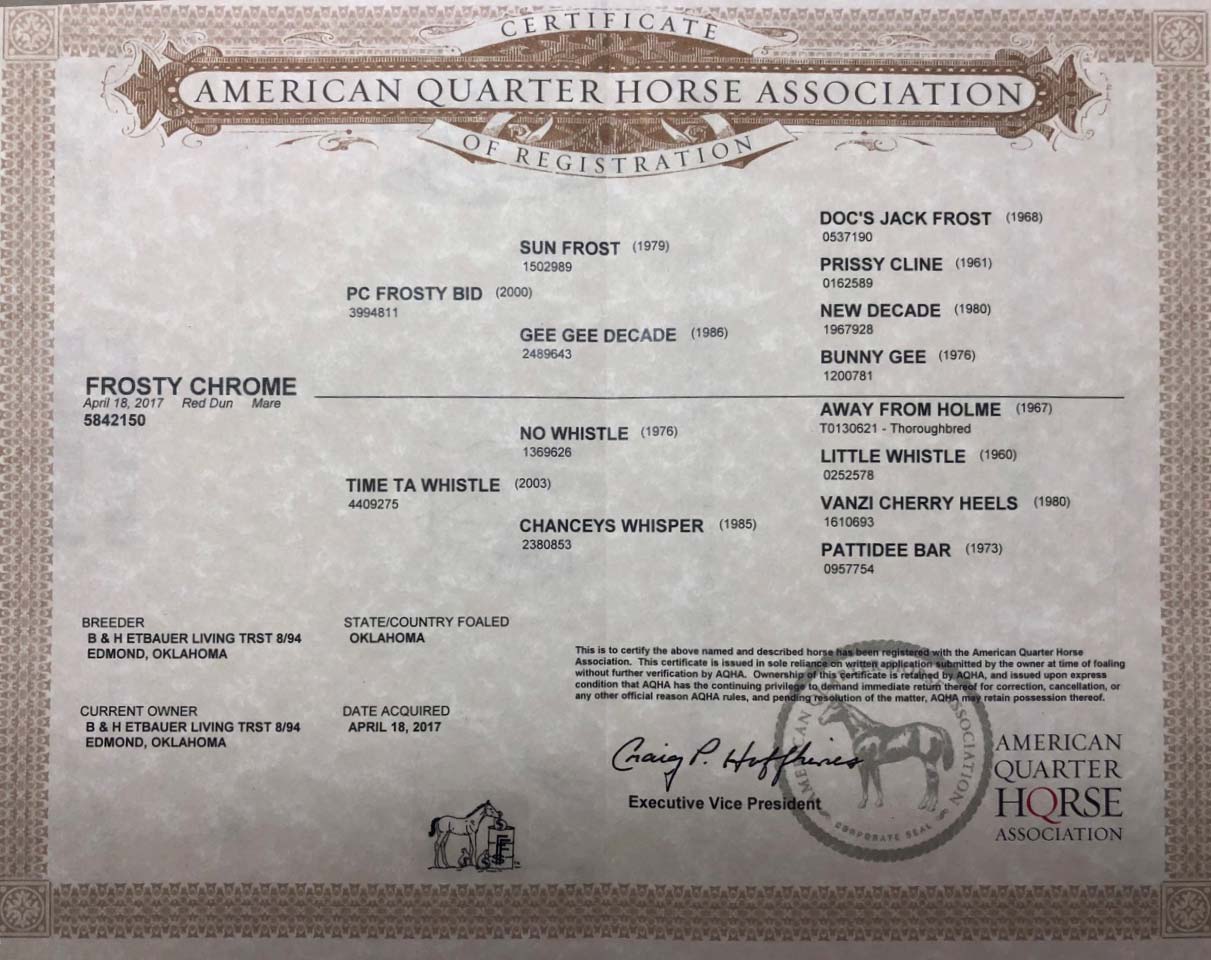 CERTIFICATE
AMERICAN QUARTER HORSE ASSOCIATION
OF REGISTRATION
DOC'S JACK FROST (1968)
0537190
SUN FROST (1979)
1502989
PRISSY CLINE (1961)
0162589
PC FROSTY BID (2000)
3994811
NEW DECADE (1980)
1967928
GEE GEE DECADE (1986)
2489643
BUNNY GEE (1976)
1200781
FROSTY CHROME
April 18, 2017 Red Dun Mare
5842150
AWAY FROM HOLME (1967)
T0130621 - Thoroughbred
NO WHISTLE (1976)
1369626
LITTLE WHISTLE (1960)
0252578
TIME TA WHISTLE (2003)
4409275
VANZI CHERRY HEELS (1980)
1610693
CHANCEYS WHISPER (1985)
2380853
PATTIDEE BAR (1973)
0957754
BREEDER
B & H ETBAUER LIVING TRST 8/94
EDMOND, OKLAHOMA
STATE/COUNTRY FOALED
OKLAHOMA
CURRENT OWNER
B & H ETBAUER LIVING TRST 8/94
EDMOND, OKLAHOMA
DATE ACQUIRED
APRIL 18, 2017
This is to certify the above named and described horse has been registered with the American Quarter Horse
Association. This certificate is issued in sole reliance on written application submitted by the owner at time of foaling
without further verification by AQHA. Ownership of this certificate is retained by AQHA, and issued upon express
condition that AQHA has the continuing privilege to demand immediate return thereof for correction, cancellation, or
any other official reason AQHA rules, and pending resolution of the matter, AQHA may retain possession thereof.
Craig P. Huffhines
Executive Vice President
AMERICAN QUARTER HORSE ASSOCIATION
CORPORATE SEAL
AMERICAN
QUARTER
HORSE
ASSOCIATION